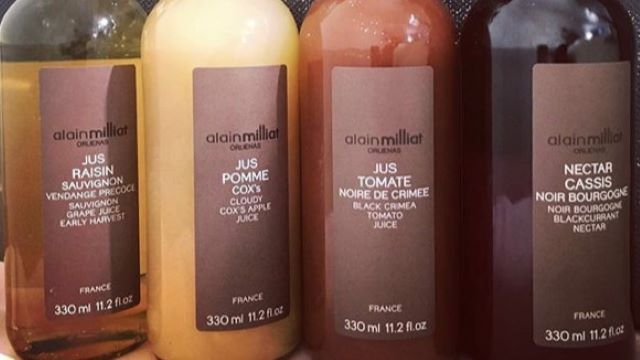 alainmilliat
ORLIENAS
JUS
RAISIN
SAUVIGNON
VENDANGE PRECOCE
SAUVIGNON
GRAPE JUICE
EARLY HARVEST
FRANCE
330 ml 11.2 fl.oz
alainmilliat
ORLIENAS
JUS
POMME
COX's
CLOUDY
COX'S APPLE
JUICE
FRANCE
330 ml 11.2 fl.oz
alainmilliat
ORLIENAS
JUS
TOMATE
NOIRE DE CRIMEE
BLACK CRIMEA
TOMATO
JUICE
FRANCE
330 ml 11.2 fl.oz
alainmilliat
ORLIENAS
NECTAR
CASSIS
NOIR BOURGOGNE
NOIR BOURGOGNE
BLACKCURRANT
NECTAR
FRANCE
330 ml 11.2 fl.oz